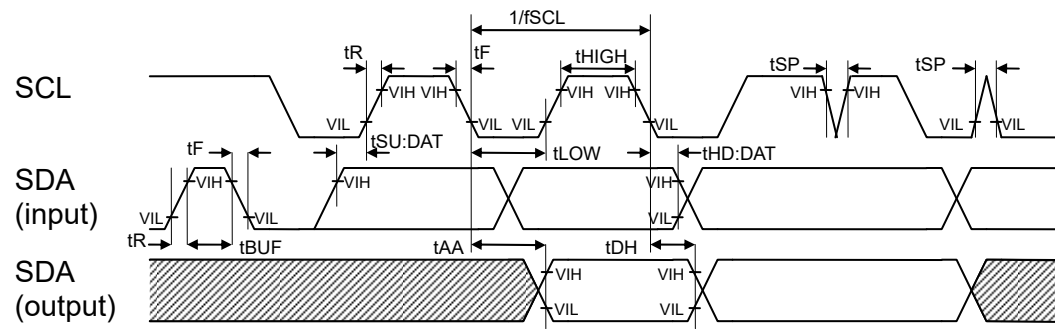 1/fSCL
tR
tF
tHIGH
tSP
tSP
SCL
VIH
VIH
VIH
VIH
VIH
VIH
VIL
VIL
VIL
VIL
VIL
VIL
tF
tSU:DAT
tLOW
tHD:DAT
SDA
(input)
VIH
VIH
VIH
VIL
VIL
VIL
tR
tBUF
tAA
tDH
SDA
(output)
VIH
VIH
VIL
VIL